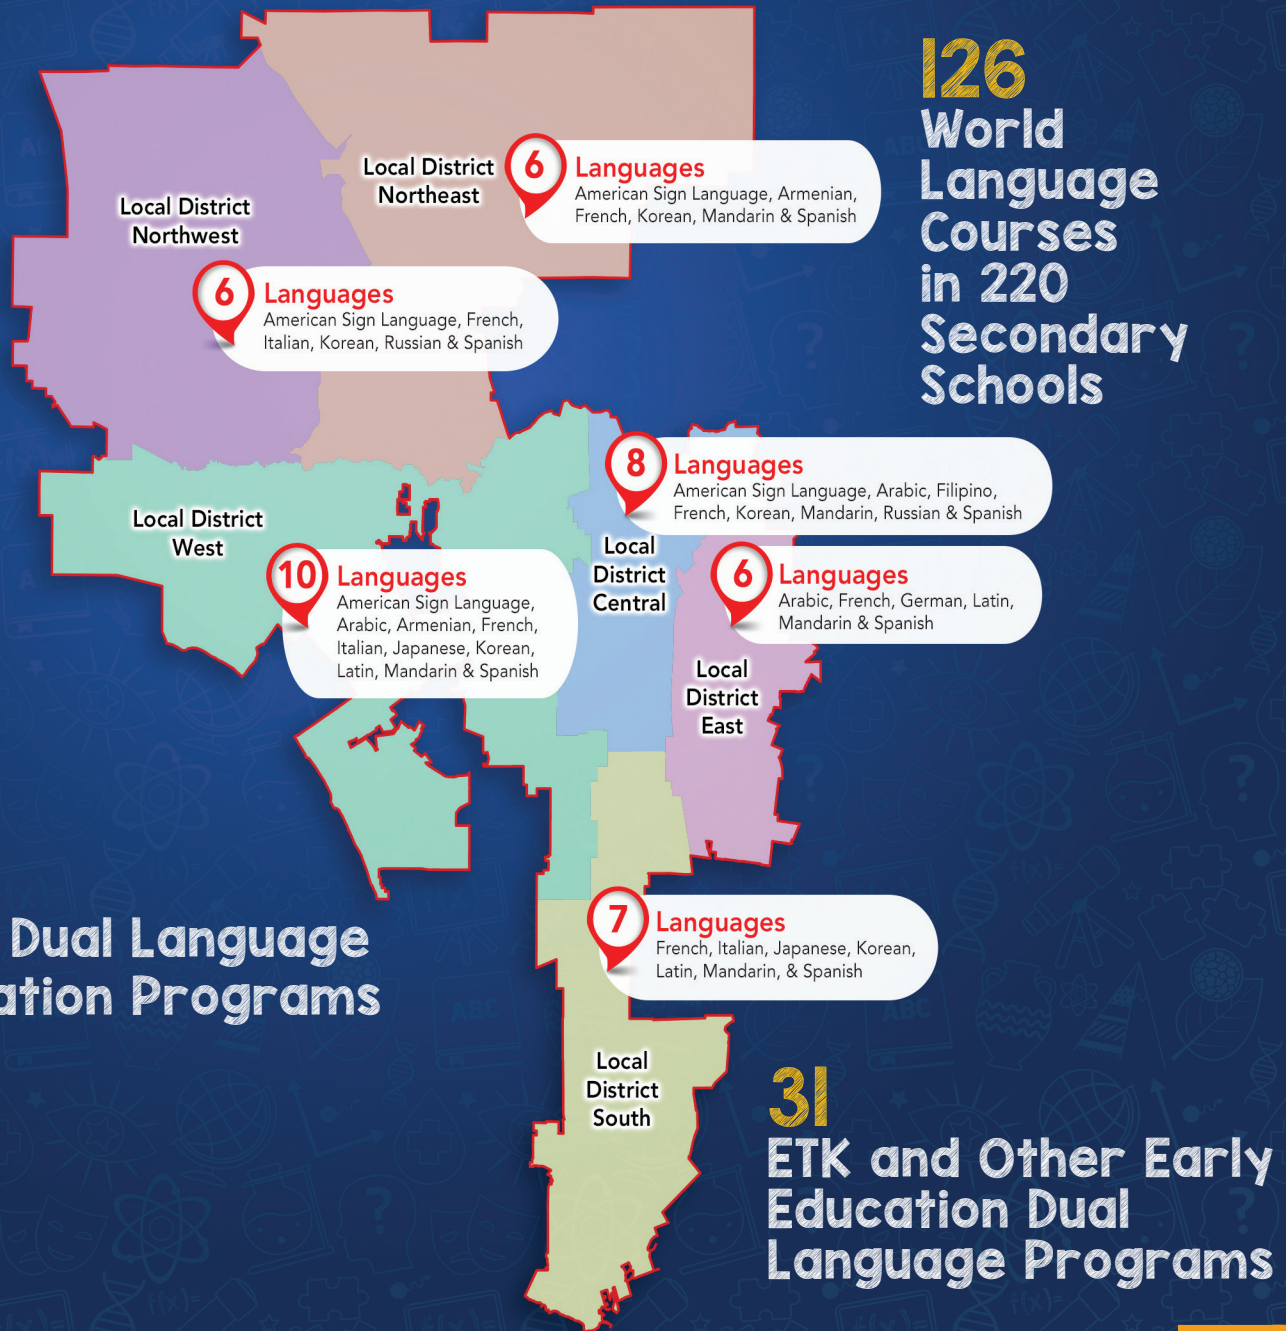 126
World
Language
Courses
in 220
Secondary
Schools
Local District
Northeast
6
Languages
American Sign Language, Armenian,
French, Korean, Mandarin & Spanish
Local District
Northwest
6
Languages
American Sign Language, French,
Italian, Korean, Russian & Spanish
8
Languages
American Sign Language, Arabic, Filipino,
French, Korean, Mandarin, Russian & Spanish
Local District
West
10
Languages
American Sign Language,
Arabic, Armenian, French,
Italian, Japanese, Korean,
Latin, Mandarin & Spanish
Local
District
Central
6
Languages
Arabic, French, German, Latin,
Mandarin & Spanish
Local
District
East
7
Languages
French, Italian, Japanese, Korean,
Latin, Mandarin, & Spanish
Dual Language
ation Programs
Local
District
South
31
ETK and Other Early
Education Dual
Language Programs